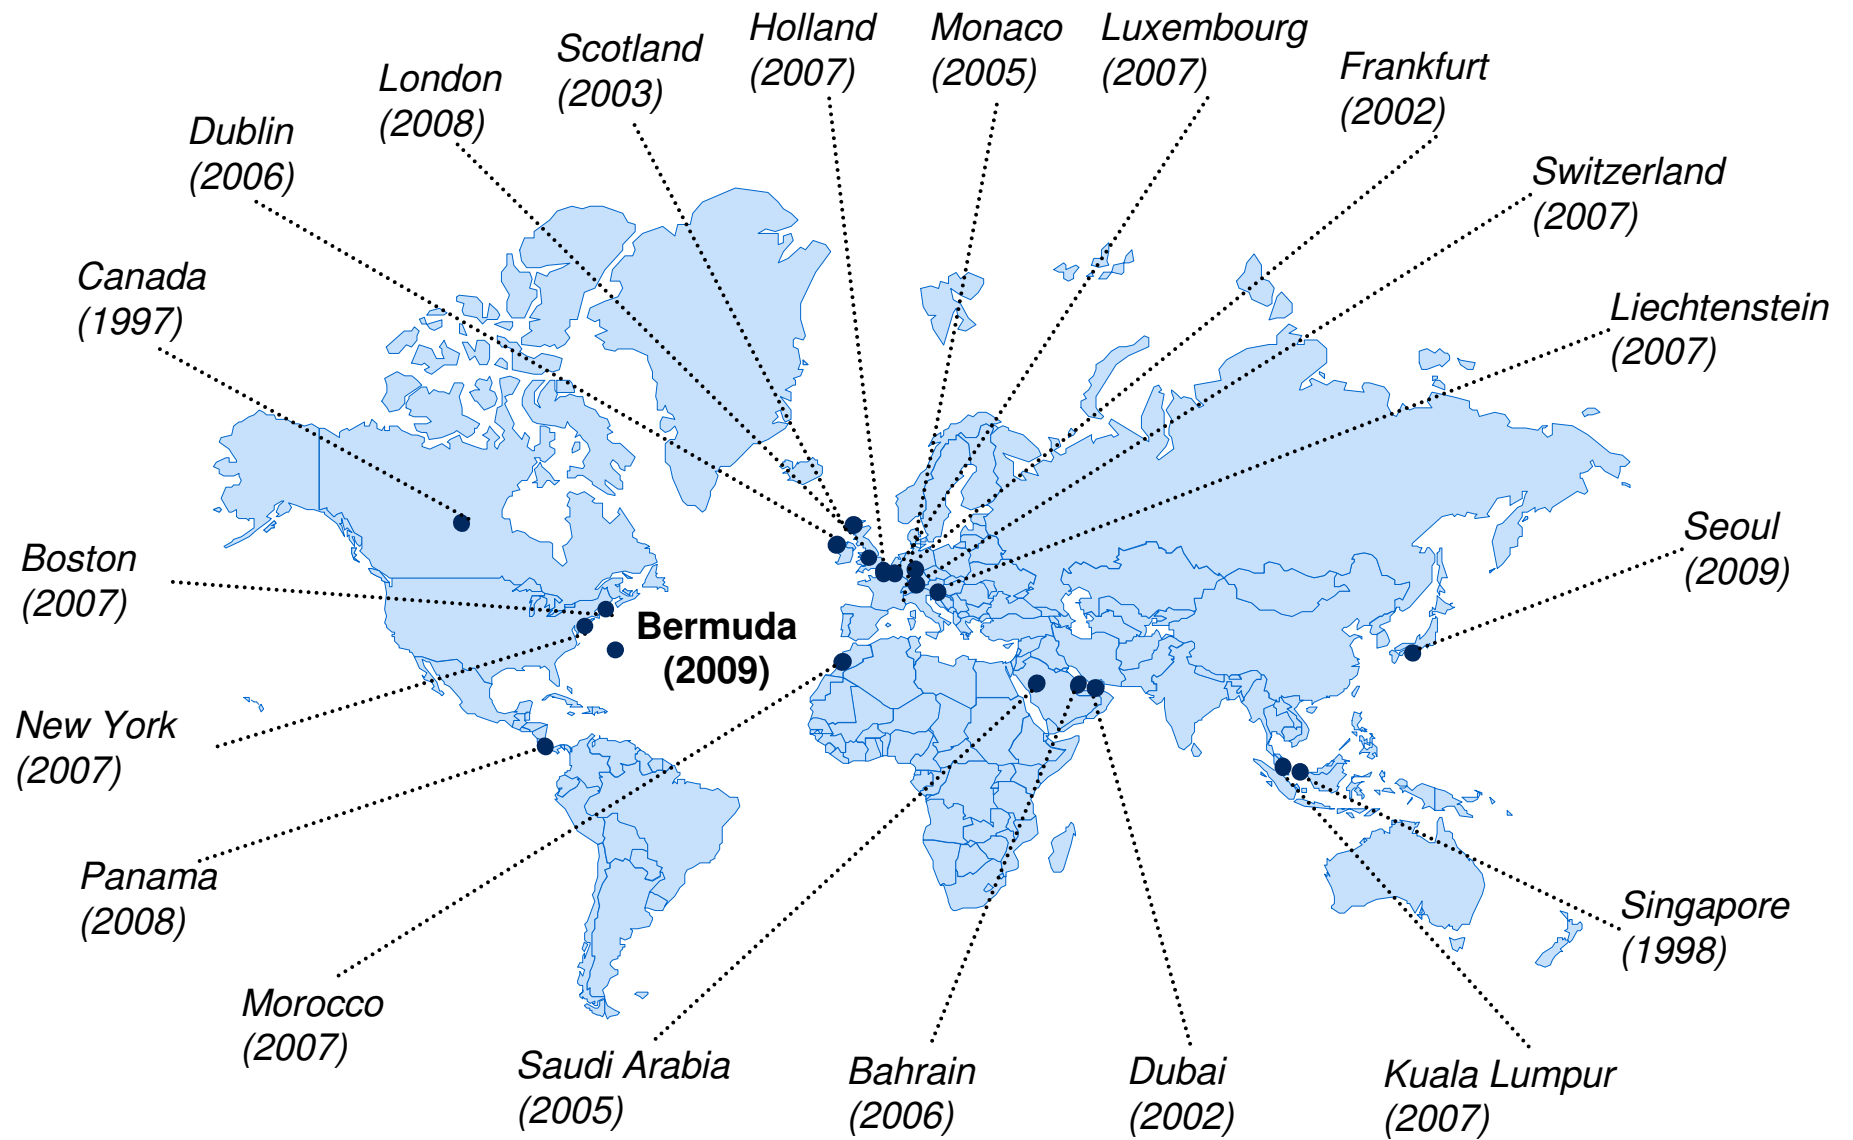 Holland
(2007)
Monaco
(2005)
Luxembourg
(2007)
Scotland
(2003)
Frankfurt
(2002)
London
(2008)
Dublin
(2006)
Switzerland
(2007)
Canada
(1997)
Liechtenstein
(2007)
Seoul
(2009)
Boston
(2007)
Bermuda
(2009)
New York
(2007)
Panama
(2008)
Singapore
(1998)
Morocco
(2007)
Saudi Arabia
(2005)
Bahrain
(2006)
Dubai
(2002)
Kuala Lumpur
(2007)